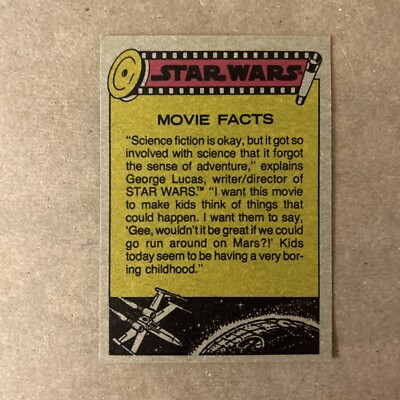 STAR WARS
MOVIE FACTS
"Science fiction is okay, but it got so
involved with science that it forgot
the sense of adventure," explains
George Lucas, writer/director of
STAR WARS.™ "I want this movie
to make kids think of things that
could happen. I want them to say,
'Gee, wouldn't it be great if we could
go run around on Mars?!' Kids
today seem to be having a very bor-
ing childhood."